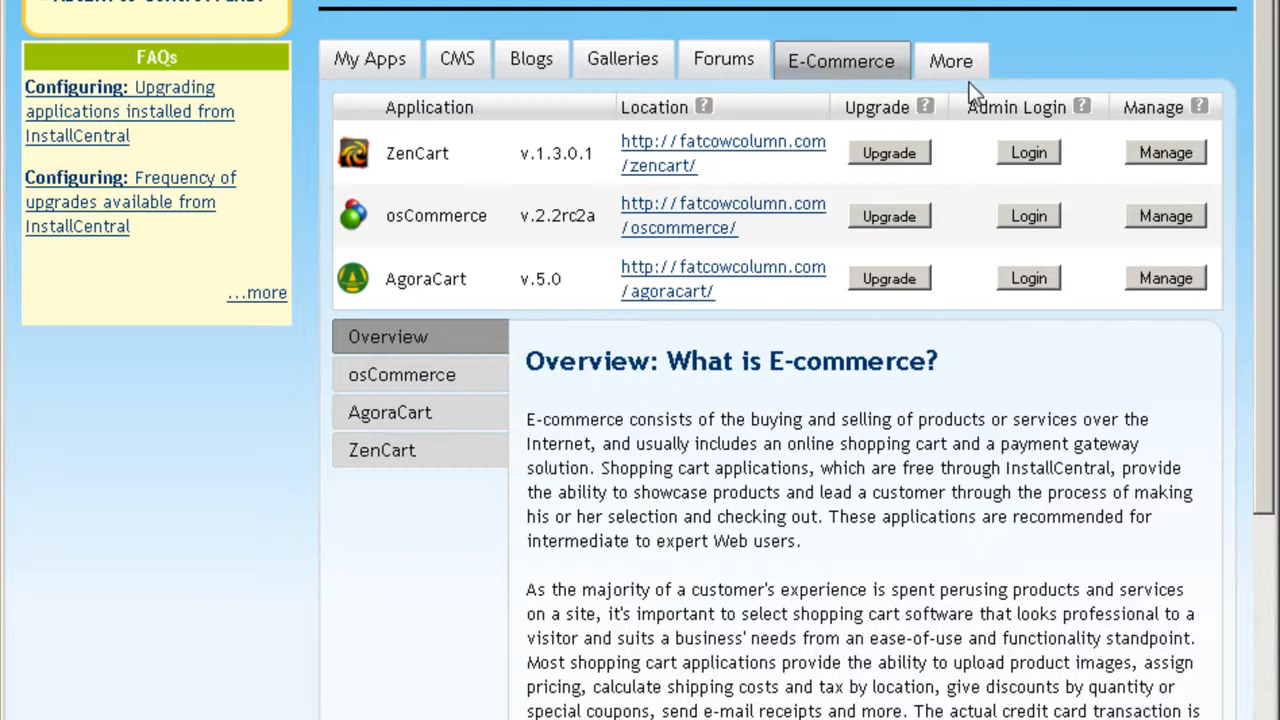 FAQs
Configuring: Upgrading
applications installed from
InstallCentral
Configuring: Frequency of
upgrades available from
InstallCentral
...more
My Apps CMS Blogs Galleries Forums E-Commerce More
Application Location ? Upgrade ? Admin Login ? Manage ?
ZenCart v.1.3.0.1 http://fatcowcolumn.com
/zencart/ Upgrade Login Manage
osCommerce v.2.2rc2a http://fatcowcolumn.com
/oscommerce/ Upgrade Login Manage
AgoraCart v.5.0 http://fatcowcolumn.com
/agoracart/ Upgrade Login Manage
Overview
osCommerce
AgoraCart
ZenCart
Overview: What is E-commerce?
E-commerce consists of the buying and selling of products or services over the
Internet, and usually includes an online shopping cart and a payment gateway
solution. Shopping cart applications, which are free through InstallCentral, provide
the ability to showcase products and lead a customer through the process of making
his or her selection and checking out. These applications are recommended for
intermediate to expert Web users.
As the majority of a customer's experience is spent perusing products and services
on a site, it's important to select shopping cart software that looks professional to a
visitor and suits a business' needs from an ease-of-use and functionality standpoint.
Most shopping cart applications provide the ability to upload product images, assign
pricing, calculate shipping costs and tax by location, give discounts by quantity or
special coupons, send e-mail receipts and more. The actual credit card transaction is